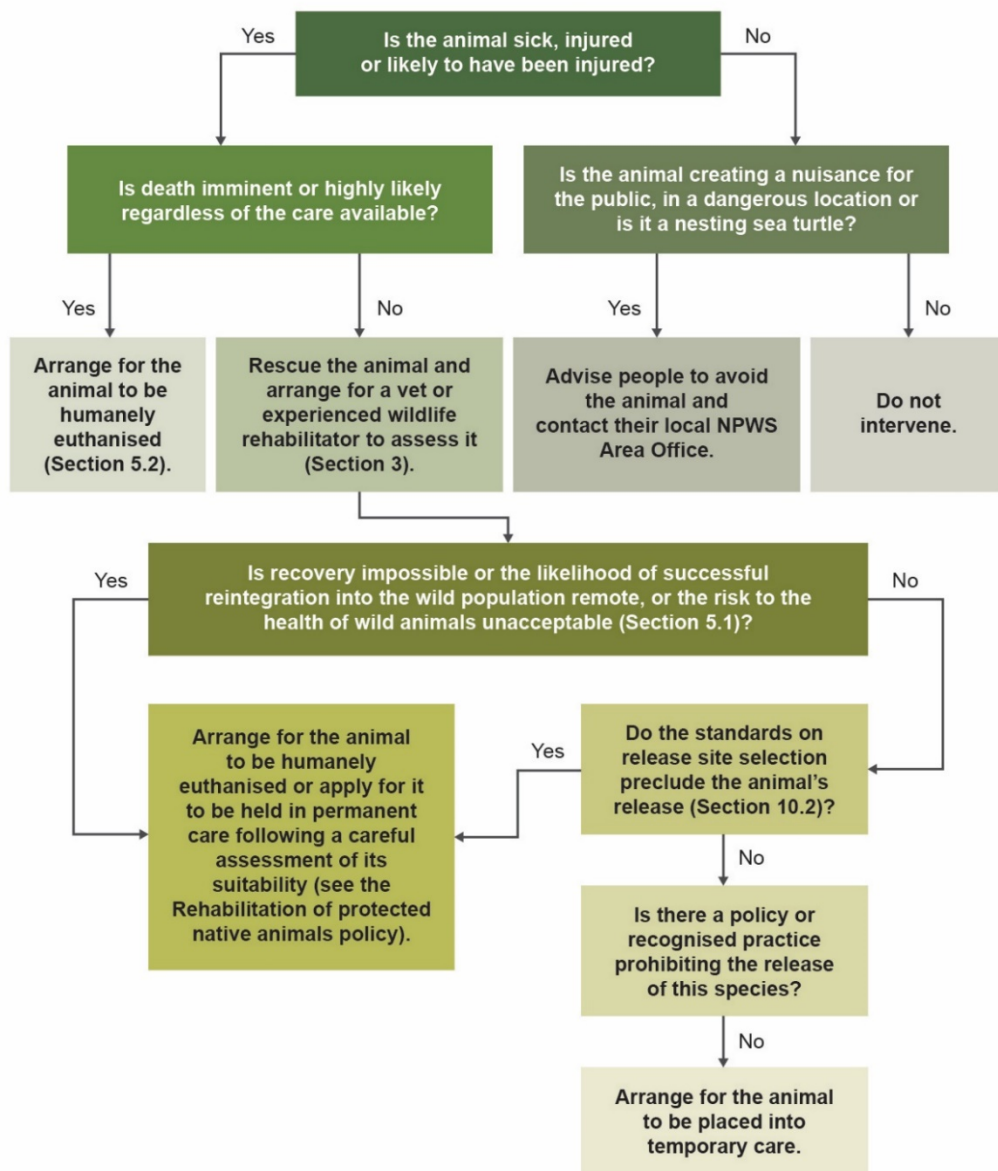 Yes
Is the animal sick, injured
or likely to have been injured?
No
Is death imminent or highly likely
regardless of the care available?
Is the animal creating a nuisance for
the public, in a dangerous location or
is it a nesting sea turtle?
Yes
No
Yes
No
Arrange for the
animal to be
humanely
euthanised
(Section 5.2).
Rescue the animal and
arrange for a vet or
experienced wildlife
rehabilitator to assess it
(Section 3).
Advise people to avoid
the animal and
contact their local NPWS
Area Office.
Do not
intervene.
Yes
Is recovery impossible or the likelihood of successful
reintegration into the wild population remote, or the risk to the
health of wild animals unacceptable (Section 5.1)?
No
Arrange for the animal
to be humanely
euthanised or apply for it
to be held in permanent
care following a careful
assessment of its
suitability (see the
Rehabilitation of protected
native animals policy).
Yes
Do the standards on
release site selection
preclude the animal's
release (Section 10.2)?
No
Is there a policy or
recognised practice
prohibiting the release
of this species?
No
Arrange for the animal
to be placed into
temporary care.